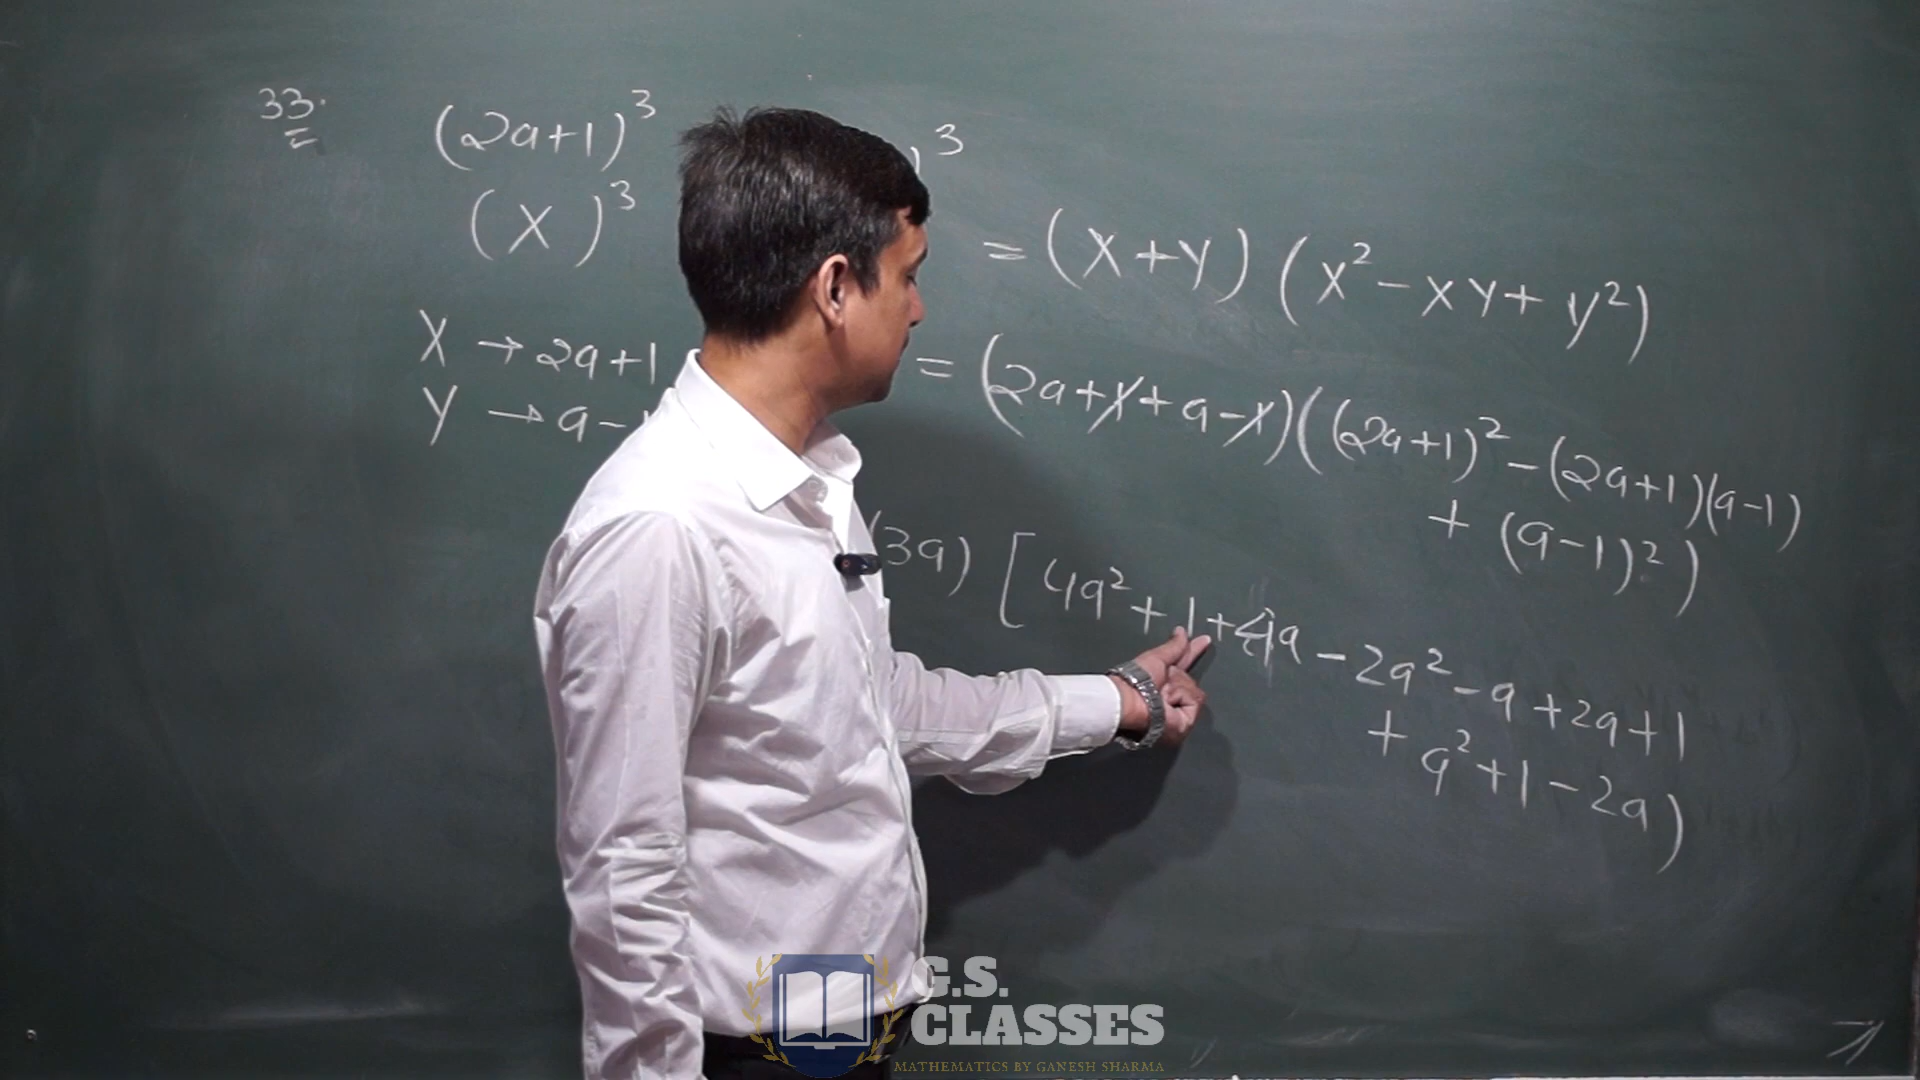 33.
(2a+1)³ )³
(X)³ = (X+Y) (X²-XY+Y²)
X → 2a+1 = (2a+1+a-1)((2a+1)²-(2a+1)(a-1)
Y → a-
+ (a-1)²)
(3a) [4a²+1+4a-2a²-a+2a+1
+ a²+1-2a)
G.S.
CLASSES
MATHEMATICS BY GANESH SHARMA